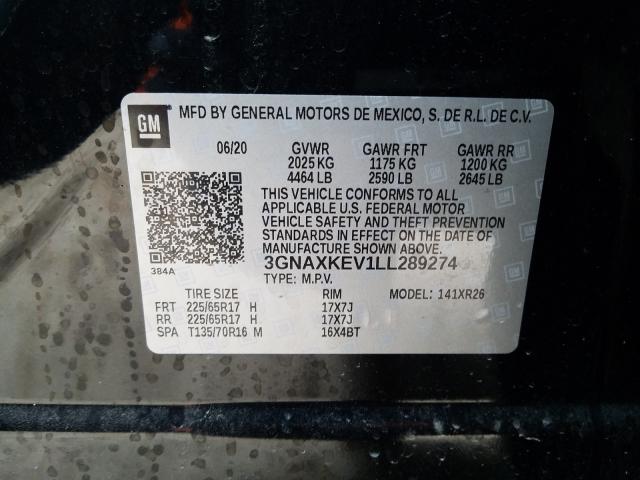 GM
MFD BY GENERAL MOTORS DE MEXICO, S. DE R.L. DE C.V.
06/20 GVWR GAWR FRT GAWR RR
2025 KG 1175 KG 1200 KG
4464 LB 2590 LB 2645 LB
THIS VEHICLE CONFORMS TO ALL
APPLICABLE U.S. FEDERAL MOTOR
VEHICLE SAFETY AND THEFT PREVENTION
STANDARDS IN EFFECT ON THE DATE OF
MANUFACTURE SHOWN ABOVE.
384A 3GNAXKEV1LL289274
TYPE: M.P.V.
TIRE SIZE RIM MODEL: 141XR26
FRT 225/65R17 H 17X7J
RR 225/65R17 H 17X7J
SPA T135/70R16 M 16X4BT